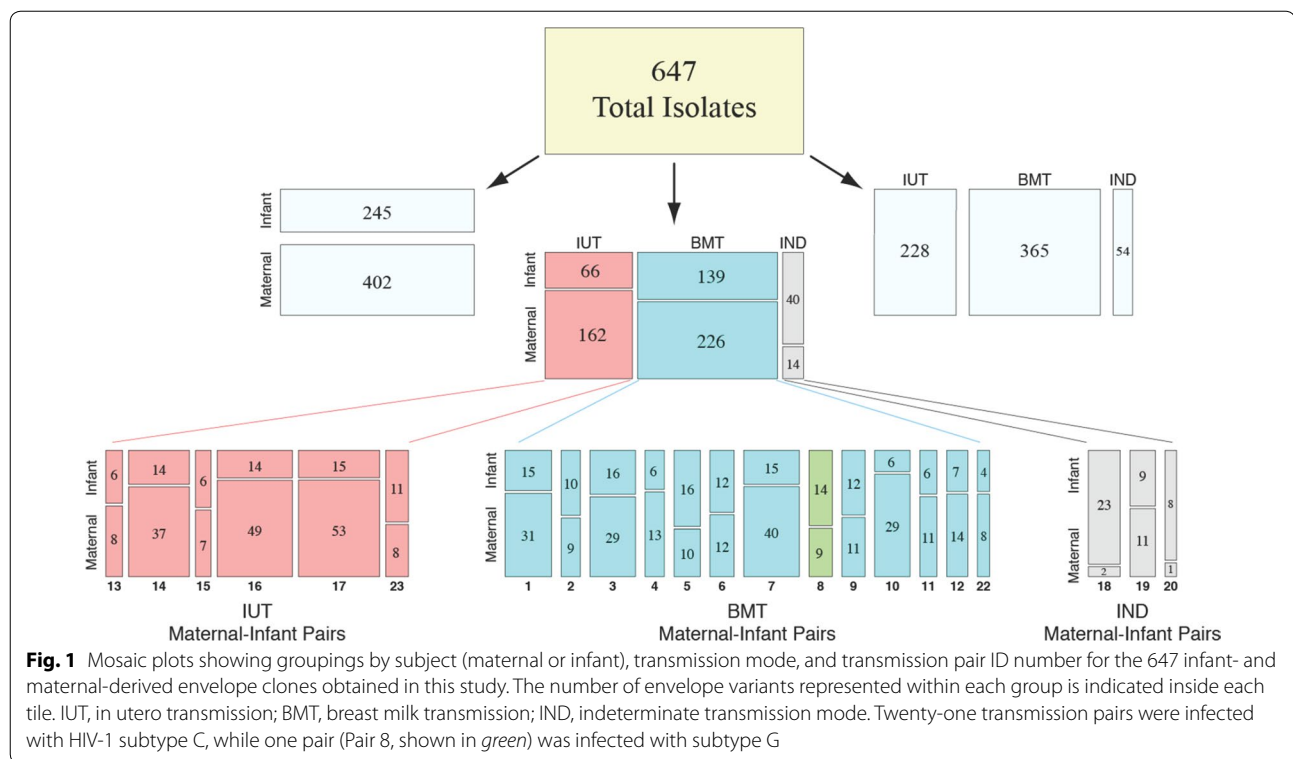 647
Total Isolates
Infant
245
Maternal
402
IUT BMT IND
Infant
66 139 40
Maternal
162 226 14
IUT BMT IND
228 365 54
Infant
6 14 6 14 15 11
Maternal
8 37 7 49 53 8
13 14 15 16 17 23
IUT
Maternal-Infant Pairs
Infant
15 10 16 6 16 12 15 14 12 6 6 7 4
Maternal
31 9 29 13 10 12 40 9 11 29 11 14 8
1 2 3 4 5 6 7 8 9 10 11 12 22
BMT
Maternal-Infant Pairs
Infant
23 9 8
Maternal
2 11 1
18 19 20
IND
Maternal-Infant Pairs
Fig. 1 Mosaic plots showing groupings by subject (maternal or infant), transmission mode, and transmission pair ID number for the 647 infant- and
maternal-derived envelope clones obtained in this study. The number of envelope variants represented within each group is indicated inside each
tile. IUT, in utero transmission; BMT, breast milk transmission; IND, indeterminate transmission mode. Twenty-one transmission pairs were infected
with HIV-1 subtype C, while one pair (Pair 8, shown in green) was infected with subtype G